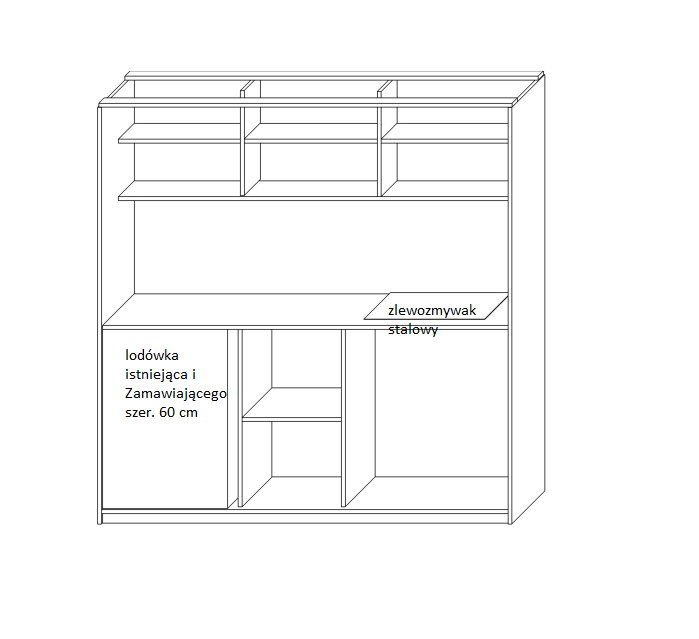 zlewozmywak
stalowy
lodówka
istniejąca i
Zamawiającego
szer. 60 cm